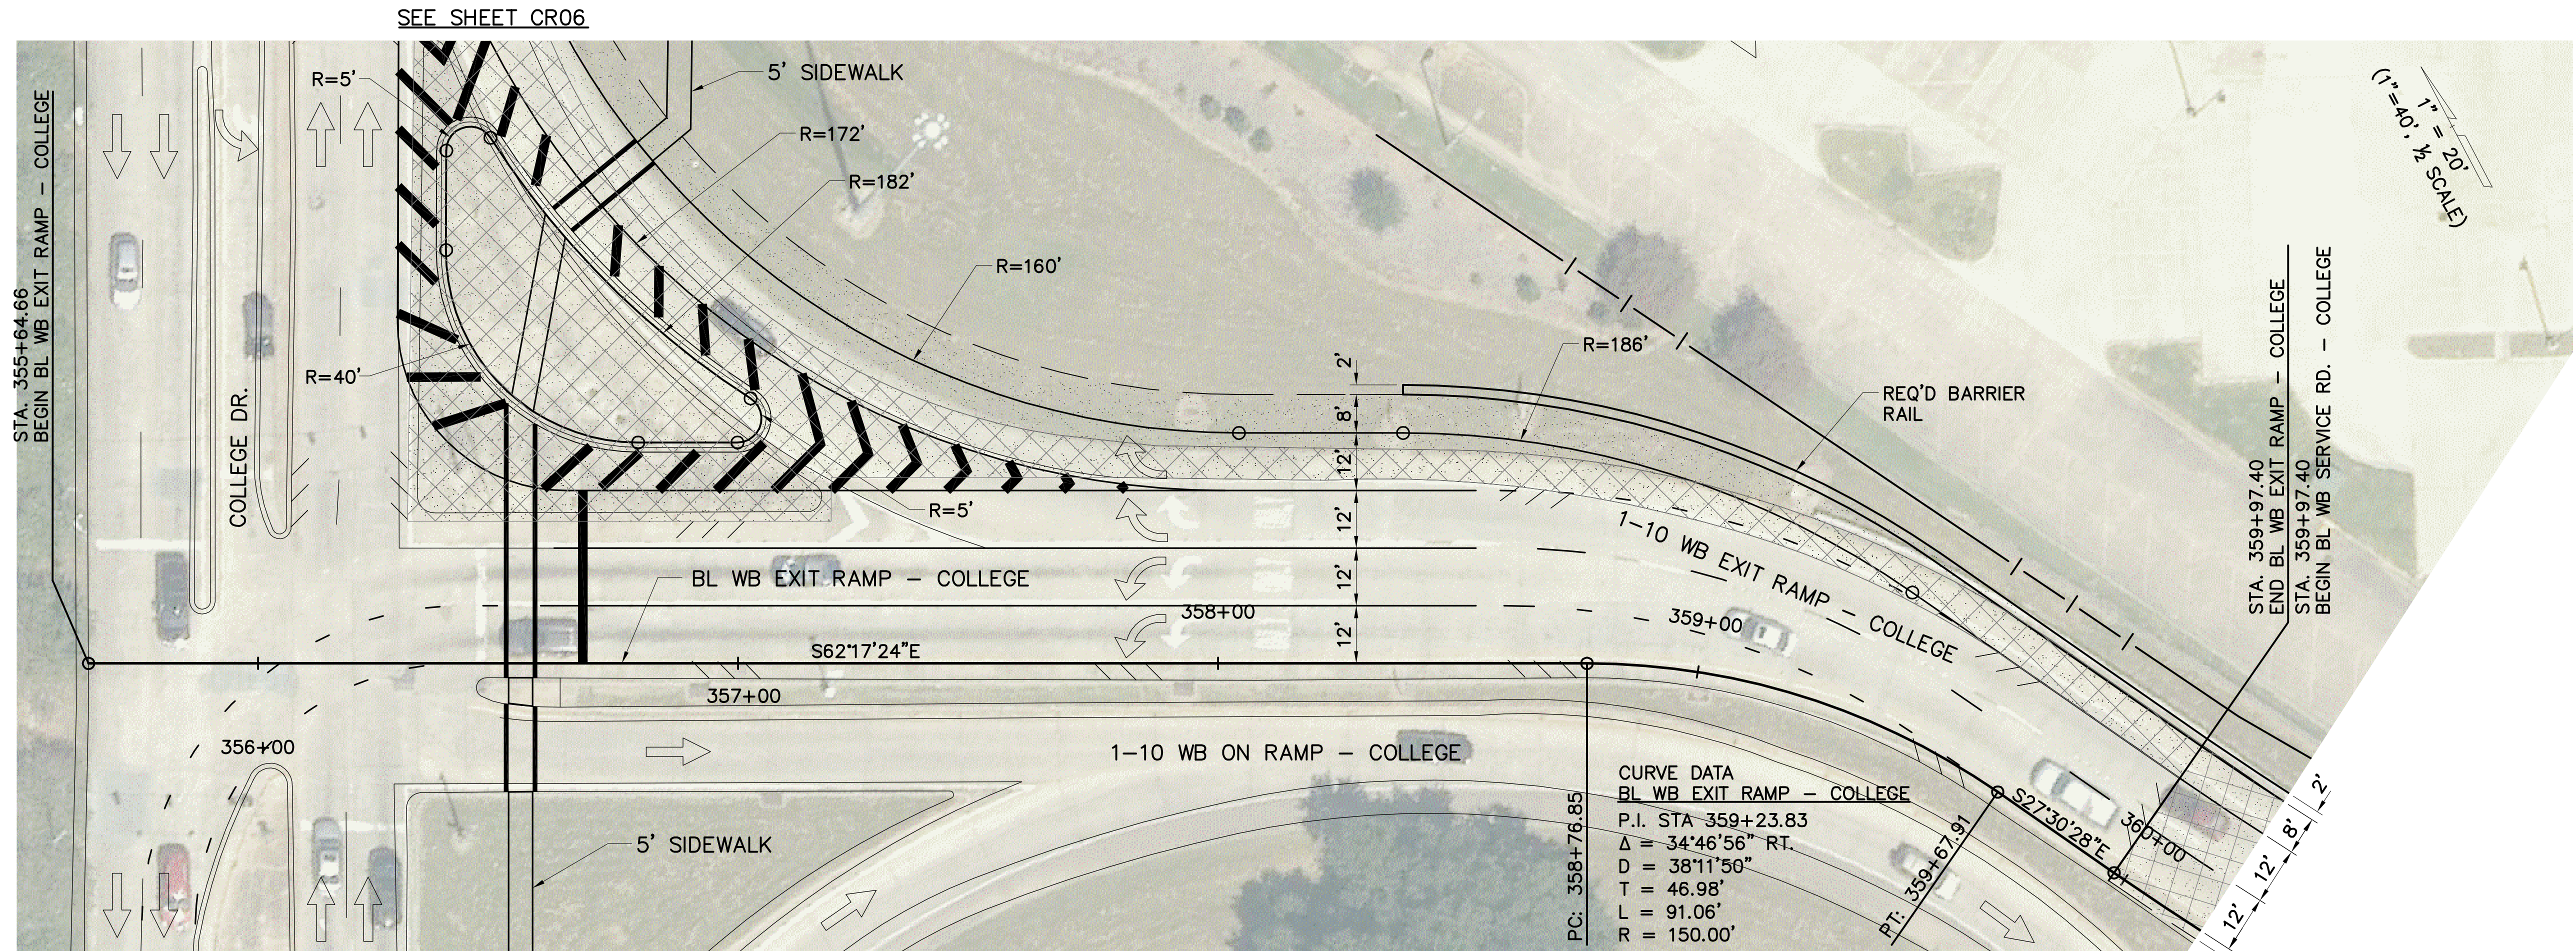 SEE SHEET CR06
R=5'
5' SIDEWALK
R=172'
R=182'
R=160'
R=186'
R=40'
R=5'
REQ'D BARRIER
RAIL
1" = 20'
(1"=40', ½ SCALE)
STA. 355+64.66
BEGIN BL WB EXIT RAMP - COLLEGE
COLLEGE DR.
2'
8'
12'
12'
12'
12'
1-10 WB EXIT RAMP - COLLEGE
STA. 359+97.40
END BL WB EXIT RAMP - COLLEGE
STA. 359+97.40
BEGIN BL WB SERVICE RD. - COLLEGE
BL WB EXIT RAMP - COLLEGE
358+00
359+00
S62°17'24"E
357+00
356+00
1-10 WB ON RAMP - COLLEGE
5' SIDEWALK
PC: 358+76.85
CURVE DATA
BL WB EXIT RAMP - COLLEGE
P.I. STA 359+23.83
Δ = 34°46'56" RT.
D = 38°11'50"
T = 46.98'
L = 91.06'
R = 150.00'
PT: 359+67.91
S27°30'28"E
360+00
2'
8'
12'
12'